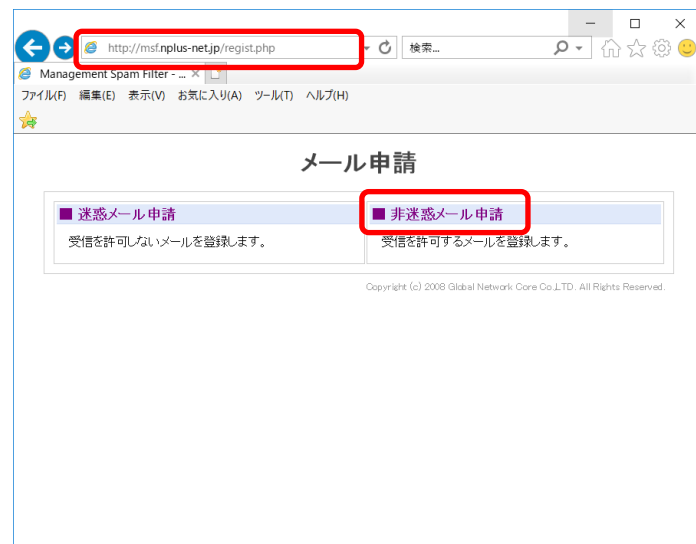 http://msf.nplus-net.jp/regist.php
検索...
Management Spam Filter - ...
ファイル(F) 編集(E) 表示(V) お気に入り(A) ツール(T) ヘルプ(H)
メール申請
■ 迷惑メール申請
受信を許可しないメールを登録します。
■ 非迷惑メール申請
受信を許可するメールを登録します。
Copyright (c) 2008 Global Network Core Co.,LTD. All Rights Reserved.